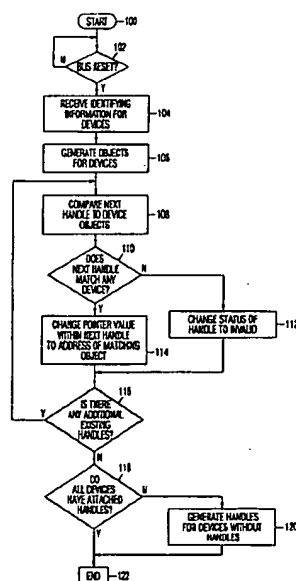 START
100
102
BUS RESET?
N
Y
RECEIVE IDENTIFYING
INFORMATION FOR
DEVICES
104
GENERATE OBJECTS
FOR DEVICES
106
COMPARE NEXT
HANDLE TO DEVICE
OBJECTS
108
110
DOES
NEXT HANDLE
MATCH ANY
DEVICE?
N
Y
CHANGE POINTER VALUE
WITHIN NEXT HANDLE
TO ADDRESS OF MATCHING
OBJECT
114
CHANGE STATUS OF
HANDLE TO INVALID
112
116
IS THERE
ANY ADDITIONAL
EXISTING
HANDLES?
Y
N
118
DO
ALL DEVICES
HAVE ATTACHED
HANDLES?
N
Y
GENERATE HANDLES
FOR DEVICES WITHOUT
HANDLES
120
END
122